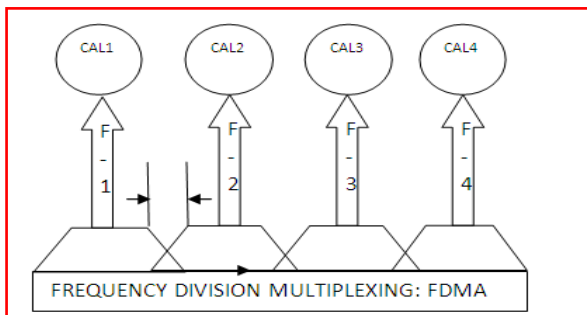 CAL1 CAL2 CAL3 CAL4
F-1 F-2 F-3 F-4
FREQUENCY DIVISION MULTIPLEXING: FDMA